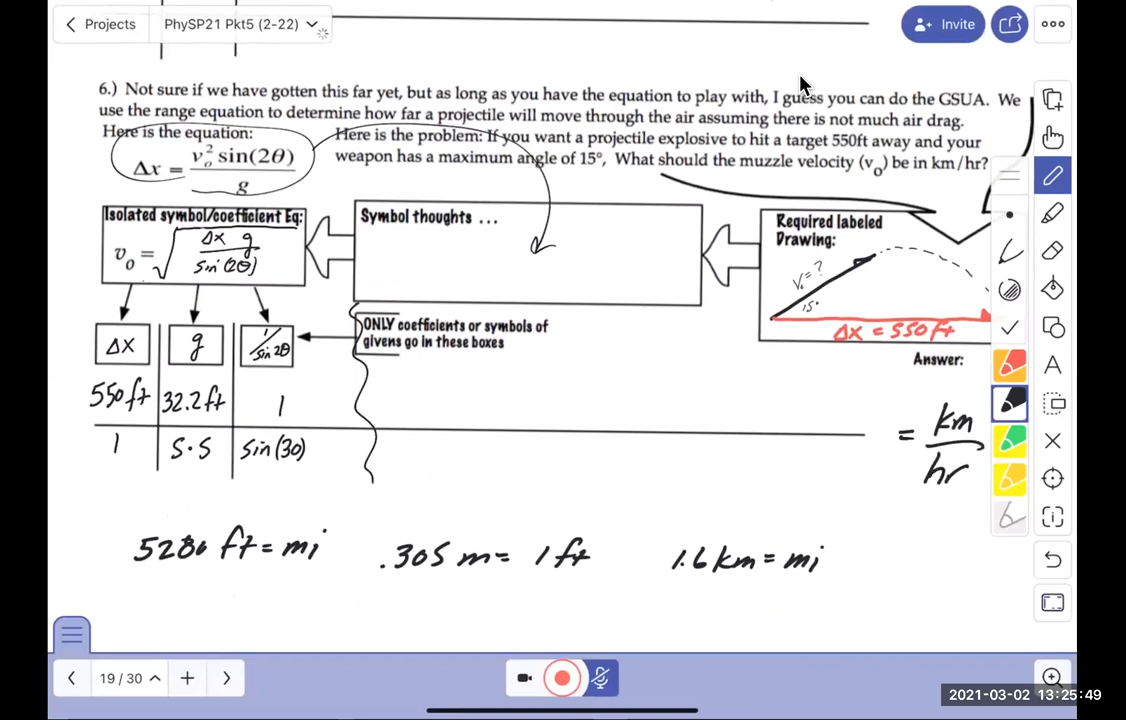 Projects
PhySP21 Pkt5 (2-22)
Invite
6.) Not sure if we have gotten this far yet, but as long as you have the equation to play with, I guess you can do the GSUA. We
use the range equation to determine how far a projectile will move through the air assuming there is not much air drag.
Here is the equation:
Δx = v₀² sin(2θ) / g
Here is the problem: If you want a projectile explosive to hit a target 550ft away and your
weapon has a maximum angle of 15°, What should the muzzle velocity (v₀) be in km/hr?
Isolated symbol/coefficient Eq:
v₀ = √(Δx g / sin(2θ))
Symbol thoughts ...
Required labeled
Drawing:
V₀ = ?
15°
Δx = 550 ft
ONLY coefficients or symbols of
givens go in these boxes
Answer:
Δx g 1/sin 2θ
550 ft 32.2 ft 1
1 s·s sin(30)
= km/hr
5280 ft = mi .305 m = 1 ft 1.6 km = mi
19 / 30
2021-03-02 13:25:49